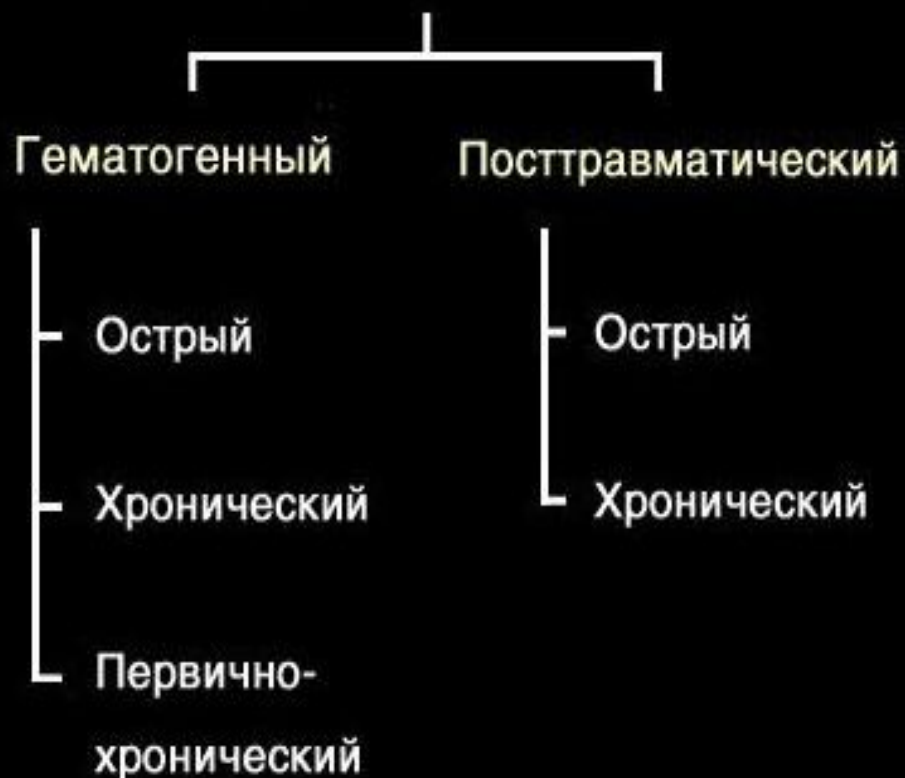 Гематогенный
Посттравматический
Острый
Хронический
Первично-
хронический
Острый
Хронический